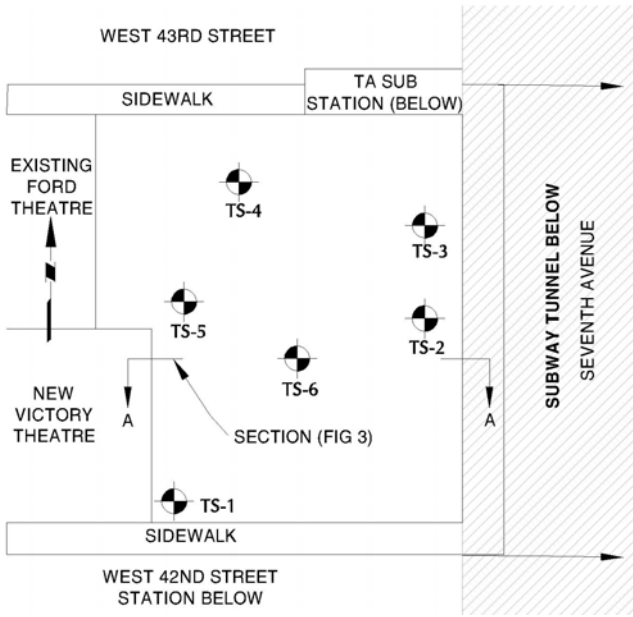 WEST 43RD STREET
SIDEWALK
TA SUB
STATION (BELOW)
EXISTING
FORD
THEATRE
N
TS-4
TS-3
TS-5
TS-2
TS-6
NEW
VICTORY
THEATRE
A
SECTION (FIG 3)
A
TS-1
SIDEWALK
WEST 42ND STREET
STATION BELOW
SUBWAY TUNNEL BELOW
SEVENTH AVENUE